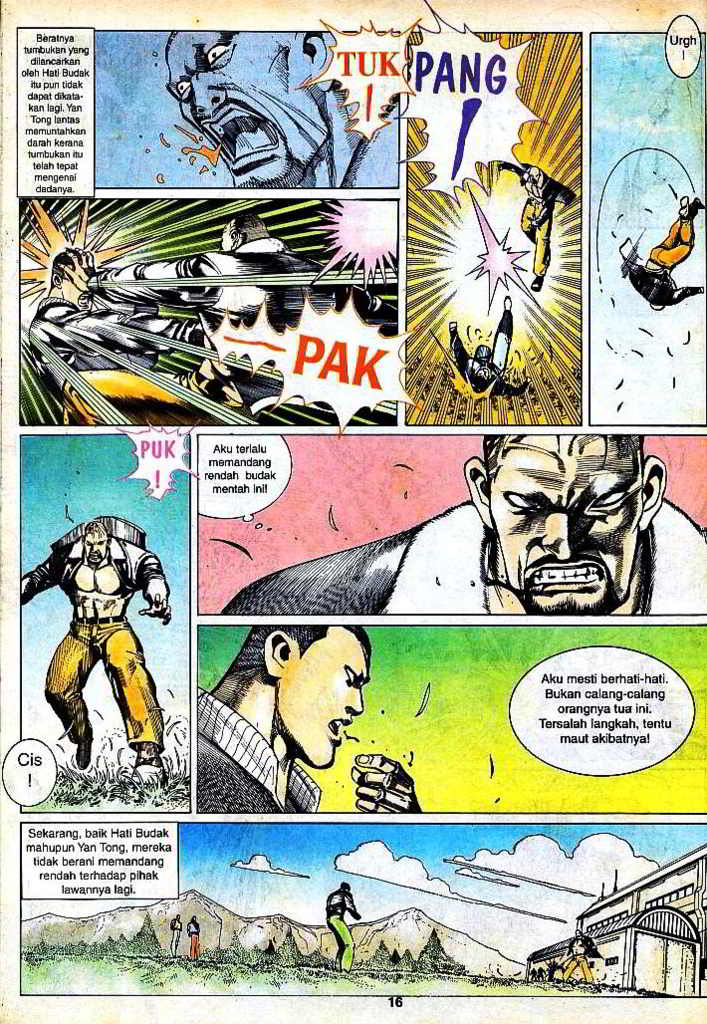 Beratnya
tumbukan yang
dilancarkan
oleh Hati Budak
itu pun tidak
dapat dikata-
kan lagi. Yan
Tong lantas
memuntahkan
darah kerana
tumbukan itu
telah tepat
mengenai
dadanya.
TUK
!
PANG
!
Urgh
!
PAK
PUK
!
Aku terlalu
memandang
rendah budak
mentah ini!
Cis
!
Aku mesti berhati-hati.
Bukan calang-calang
orangnya tua ini.
Tersalah langkah, tentu
maut akibatnya!
Sekarang, baik Hati Budak
mahupun Yan Tong, mereka
tidak berani memandang
rendah terhadap pihak
lawannya lagi.
16